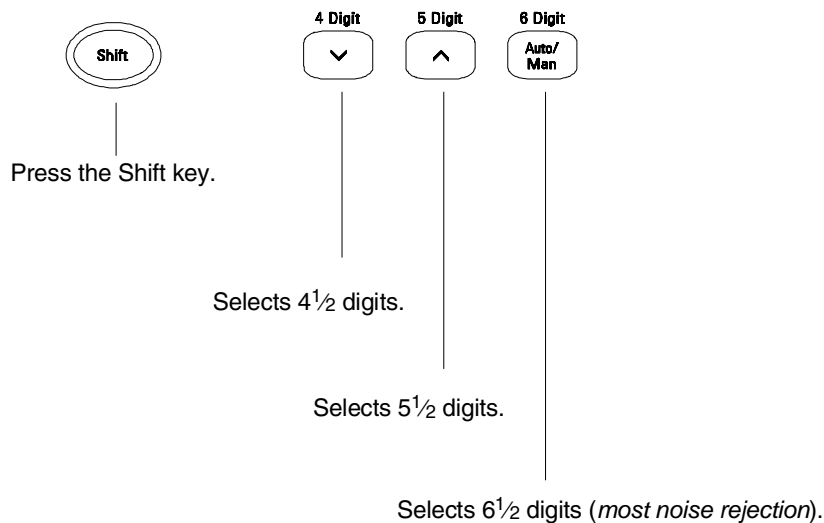 4 Digit 5 Digit 6 Digit
Shift
Auto/
Man
Press the Shift key.
Selects 4½ digits.
Selects 5½ digits.
Selects 6½ digits (most noise rejection).